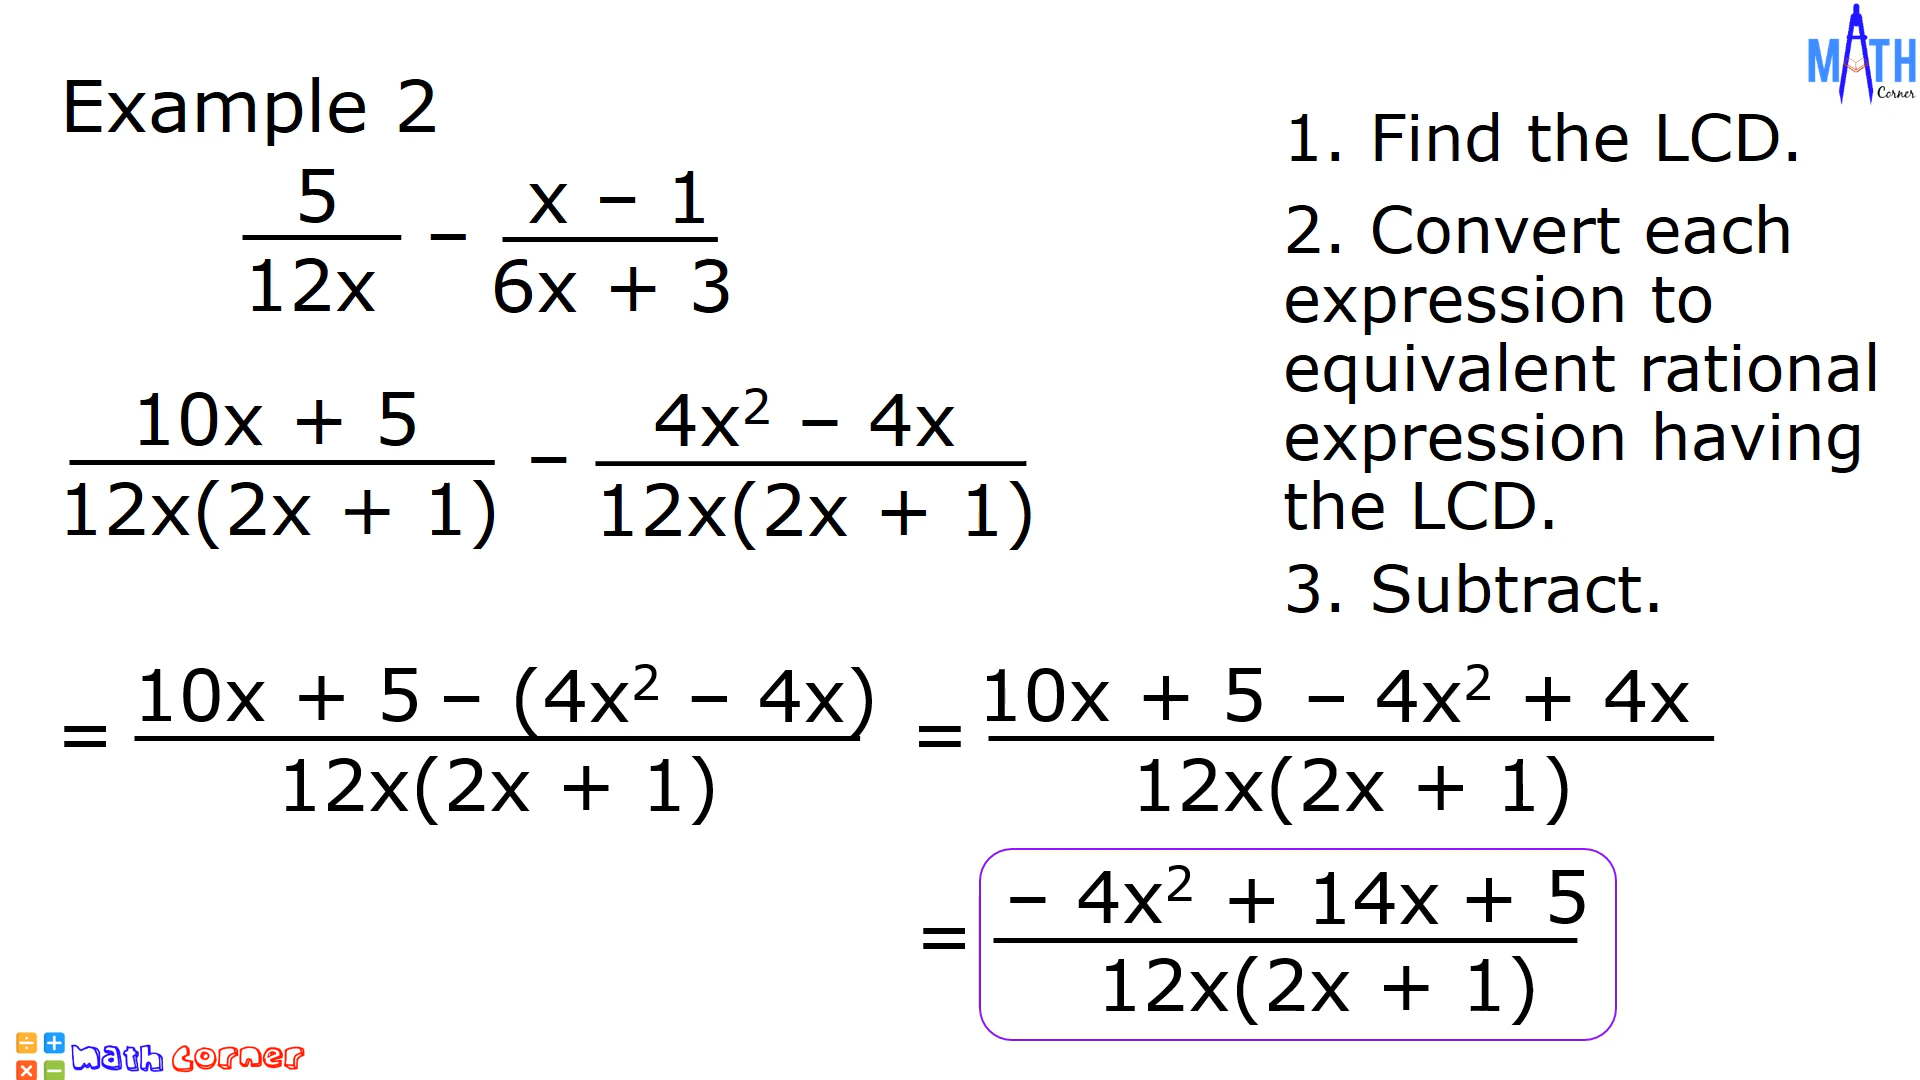 MATH
Corner
Example 2
5 x – 1
– 
12x 6x + 3
10x + 5 4x² – 4x
–
12x(2x + 1) 12x(2x + 1)
1. Find the LCD.
2. Convert each
expression to
equivalent rational
expression having
the LCD.
3. Subtract.
10x + 5 – (4x² – 4x) 10x + 5 – 4x² + 4x
= =
12x(2x + 1) 12x(2x + 1)
– 4x² + 14x + 5
=
12x(2x + 1)
÷ +
× –
math corner